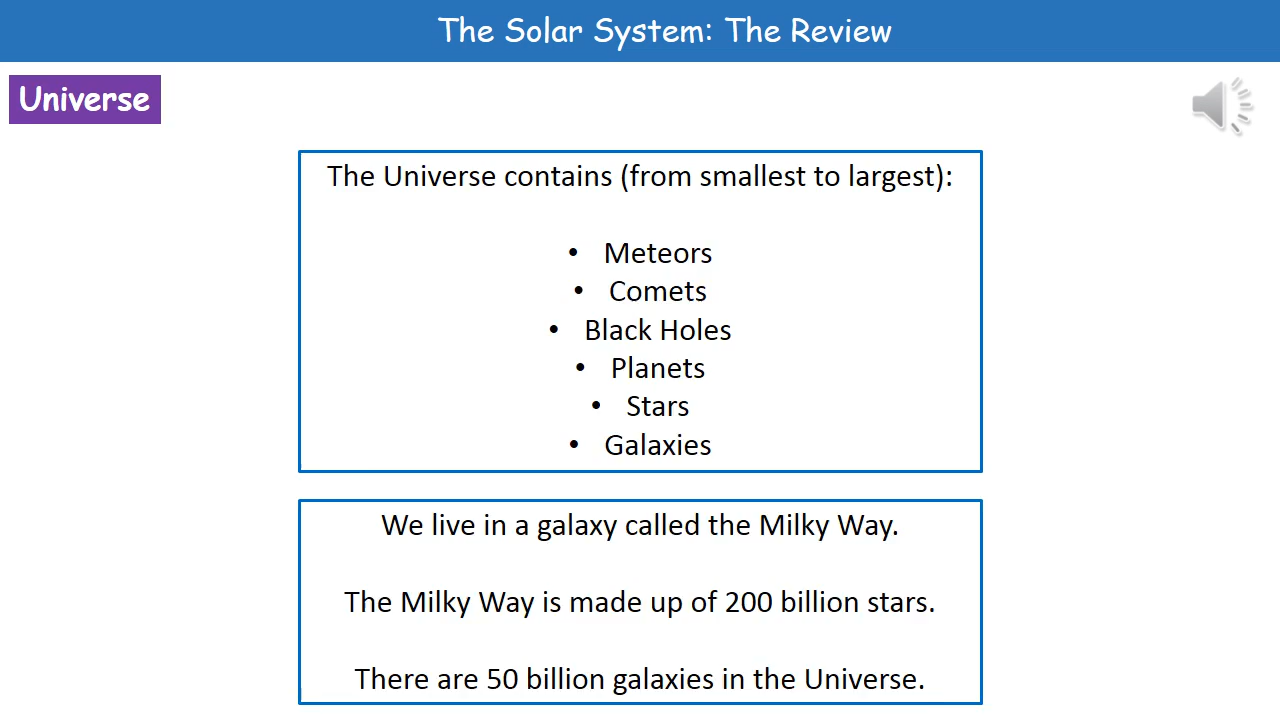 The Solar System: The Review
Universe
The Universe contains (from smallest to largest):
• Meteors
• Comets
• Black Holes
• Planets
• Stars
• Galaxies
We live in a galaxy called the Milky Way.
The Milky Way is made up of 200 billion stars.
There are 50 billion galaxies in the Universe.